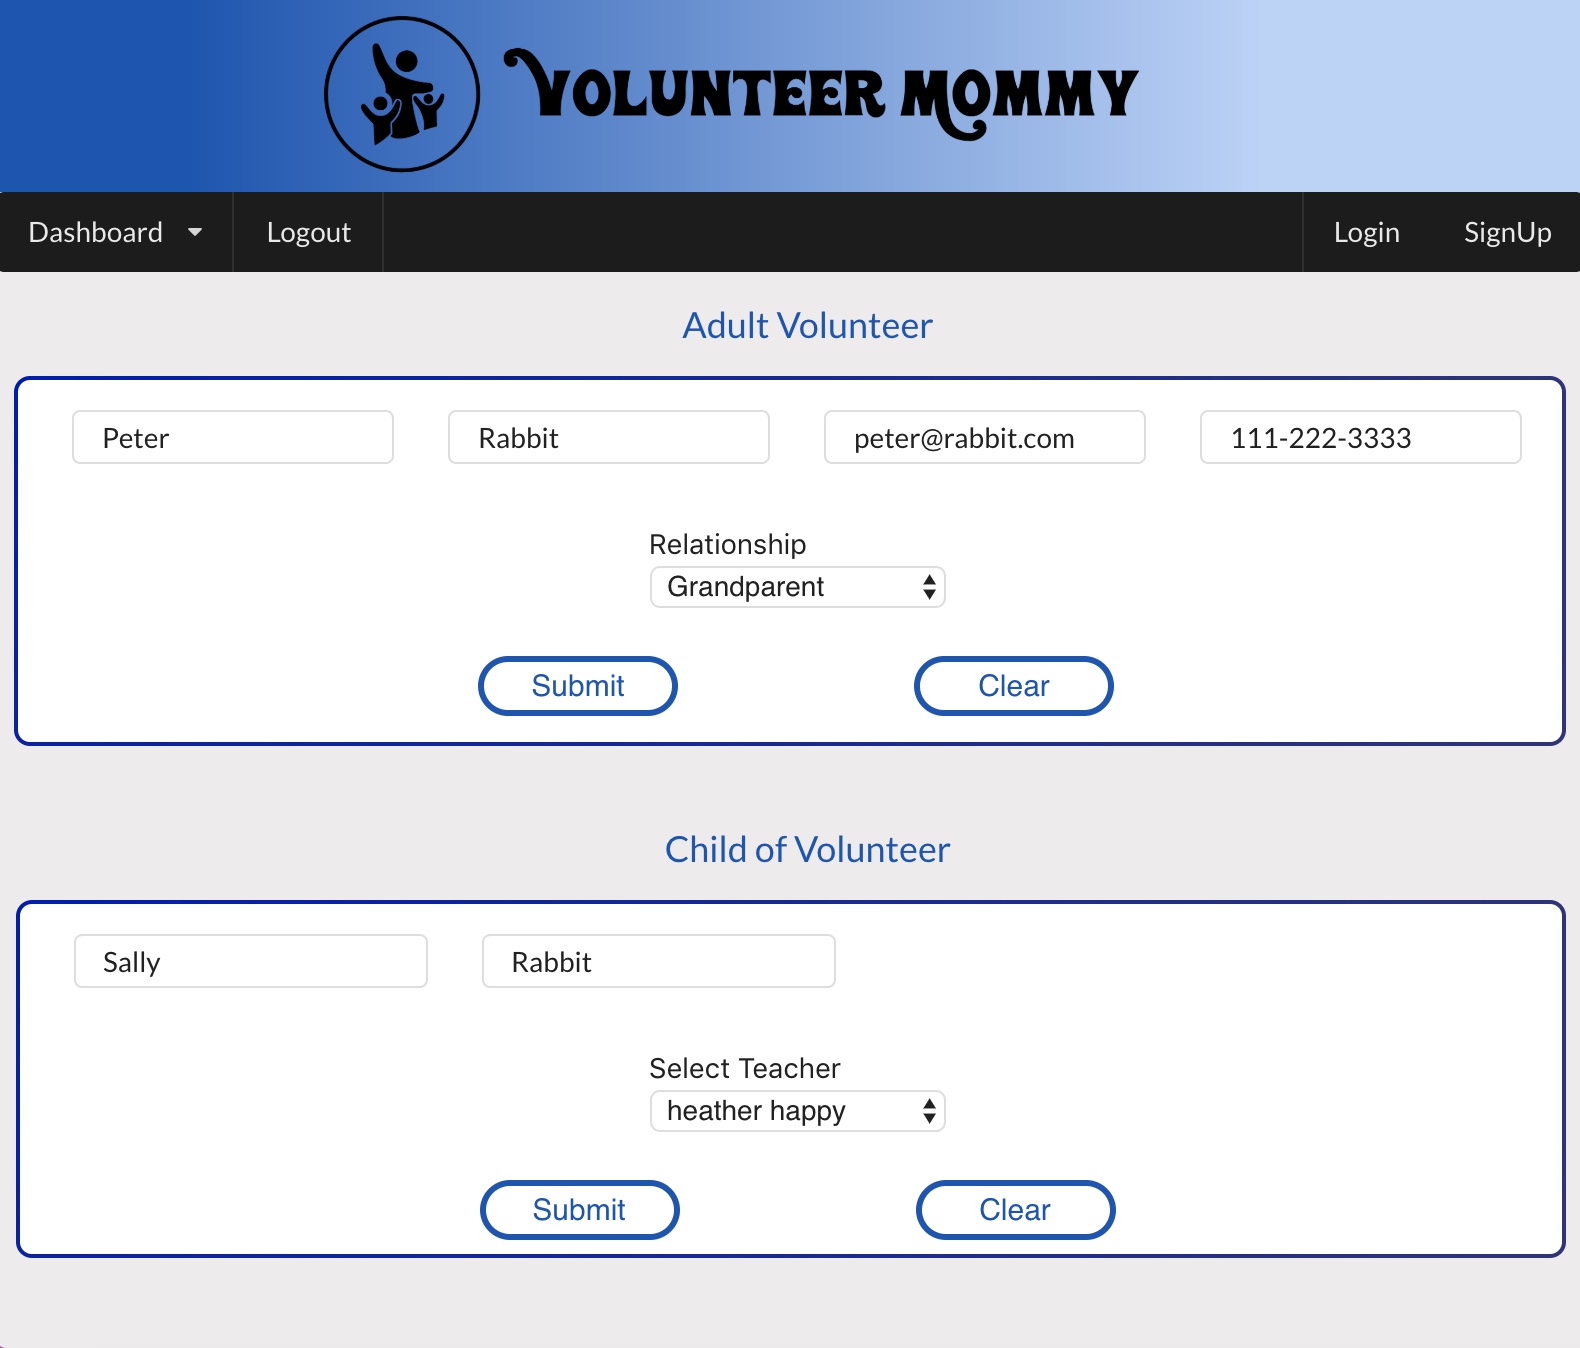 VOLUNTEER MOMMY
Dashboard Logout Login SignUp
Adult Volunteer
Peter Rabbit peter@rabbit.com 111-222-3333
Relationship
Grandparent
Submit Clear
Child of Volunteer
Sally Rabbit
Select Teacher
heather happy
Submit Clear